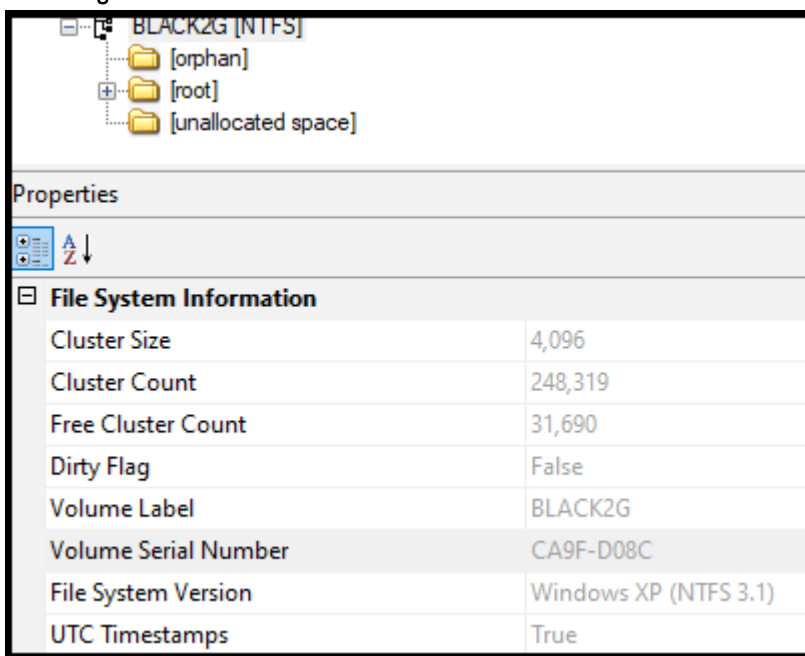 BLACK2G [NTFS]
[orphan]
[root]
[unallocated space]
Properties
File System Information
Cluster Size 4,096
Cluster Count 248,319
Free Cluster Count 31,690
Dirty Flag False
Volume Label BLACK2G
Volume Serial Number CA9F-D08C
File System Version Windows XP (NTFS 3.1)
UTC Timestamps True